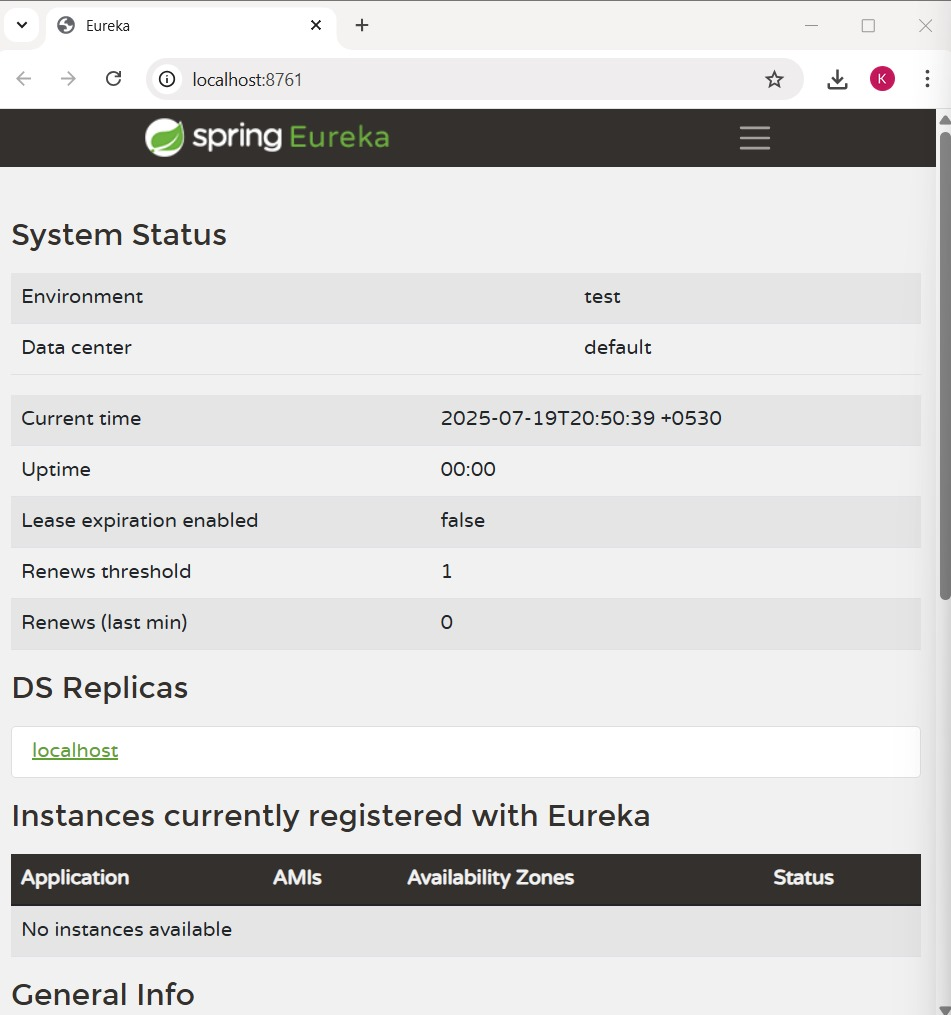 Eureka
localhost:8761
K
spring Eureka
System Status
Environment test
Data center default
Current time 2025-07-19T20:50:39 +0530
Uptime 00:00
Lease expiration enabled false
Renews threshold 1
Renews (last min) 0
DS Replicas
localhost
Instances currently registered with Eureka
Application AMIs Availability Zones Status
No instances available
General Info